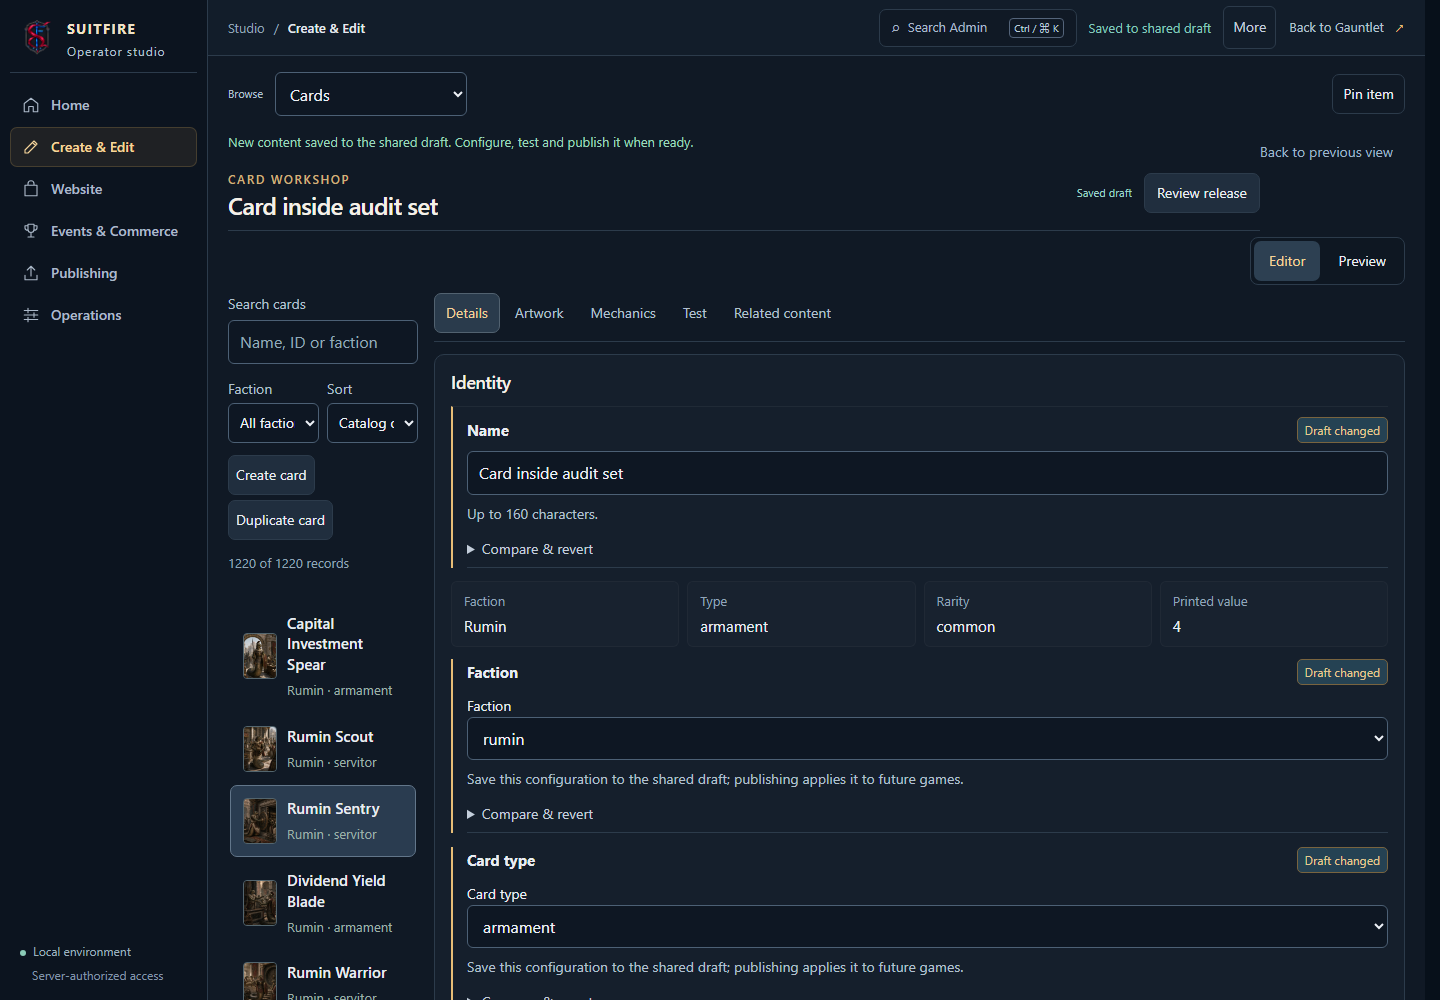 SUITFIRE
Operator studio
Home
Create & Edit
Website
Events & Commerce
Publishing
Operations
Local environment
Server-authorized access
Studio / Create & Edit
Search Admin Ctrl / ⌘ K
Saved to shared draft
More
Back to Gauntlet ↗
Browse
Cards
Pin item
New content saved to the shared draft. Configure, test and publish it when ready.
Back to previous view
CARD WORKSHOP
Card inside audit set
Saved draft
Review release
Editor
Preview
Search cards
Name, ID or faction
Faction
Sort
All factio
Catalog c
Create card
Duplicate card
1220 of 1220 records
Capital
Investment
Spear
Rumin · armament
Rumin Scout
Rumin · servitor
Rumin Sentry
Rumin · servitor
Dividend Yield
Blade
Rumin · armament
Rumin Warrior
Rumin · servitor
Details
Artwork
Mechanics
Test
Related content
Identity
Name
Draft changed
Card inside audit set
Up to 160 characters.
Compare & revert
Faction
Rumin
Type
armament
Rarity
common
Printed value
4
Faction
Draft changed
Faction
rumin
Save this configuration to the shared draft; publishing applies it to future games.
Compare & revert
Card type
Draft changed
Card type
armament
Save this configuration to the shared draft; publishing applies it to future games.